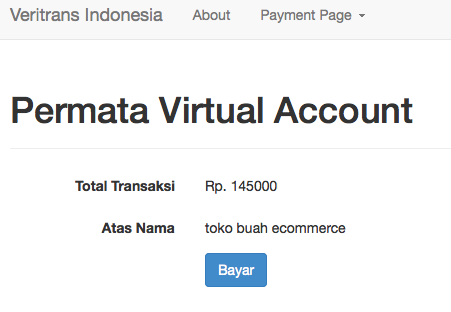 Veritrans Indonesia About Payment Page
Permata Virtual Account
Total Transaksi Rp. 145000
Atas Nama toko buah ecommerce
Bayar